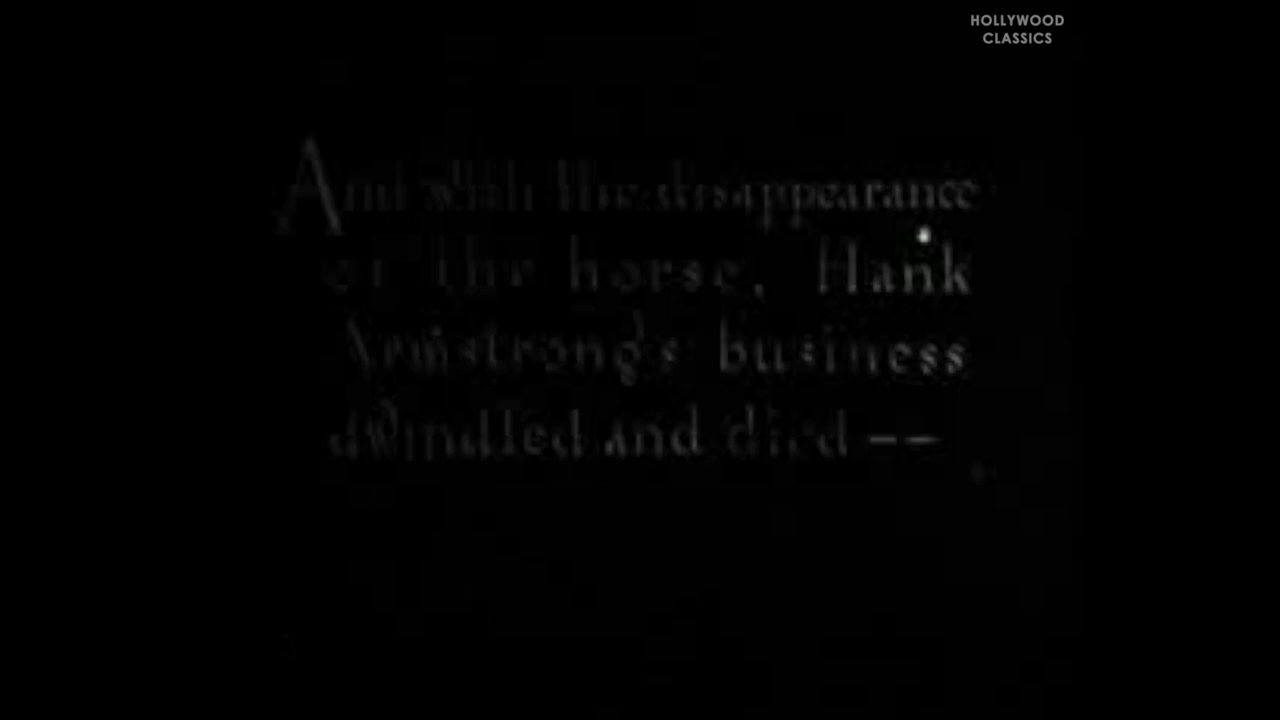 HOLLYWOOD
CLASSICS
And with the disappearance
of the horse, Hank
Armstrong's business
dwindled and died --